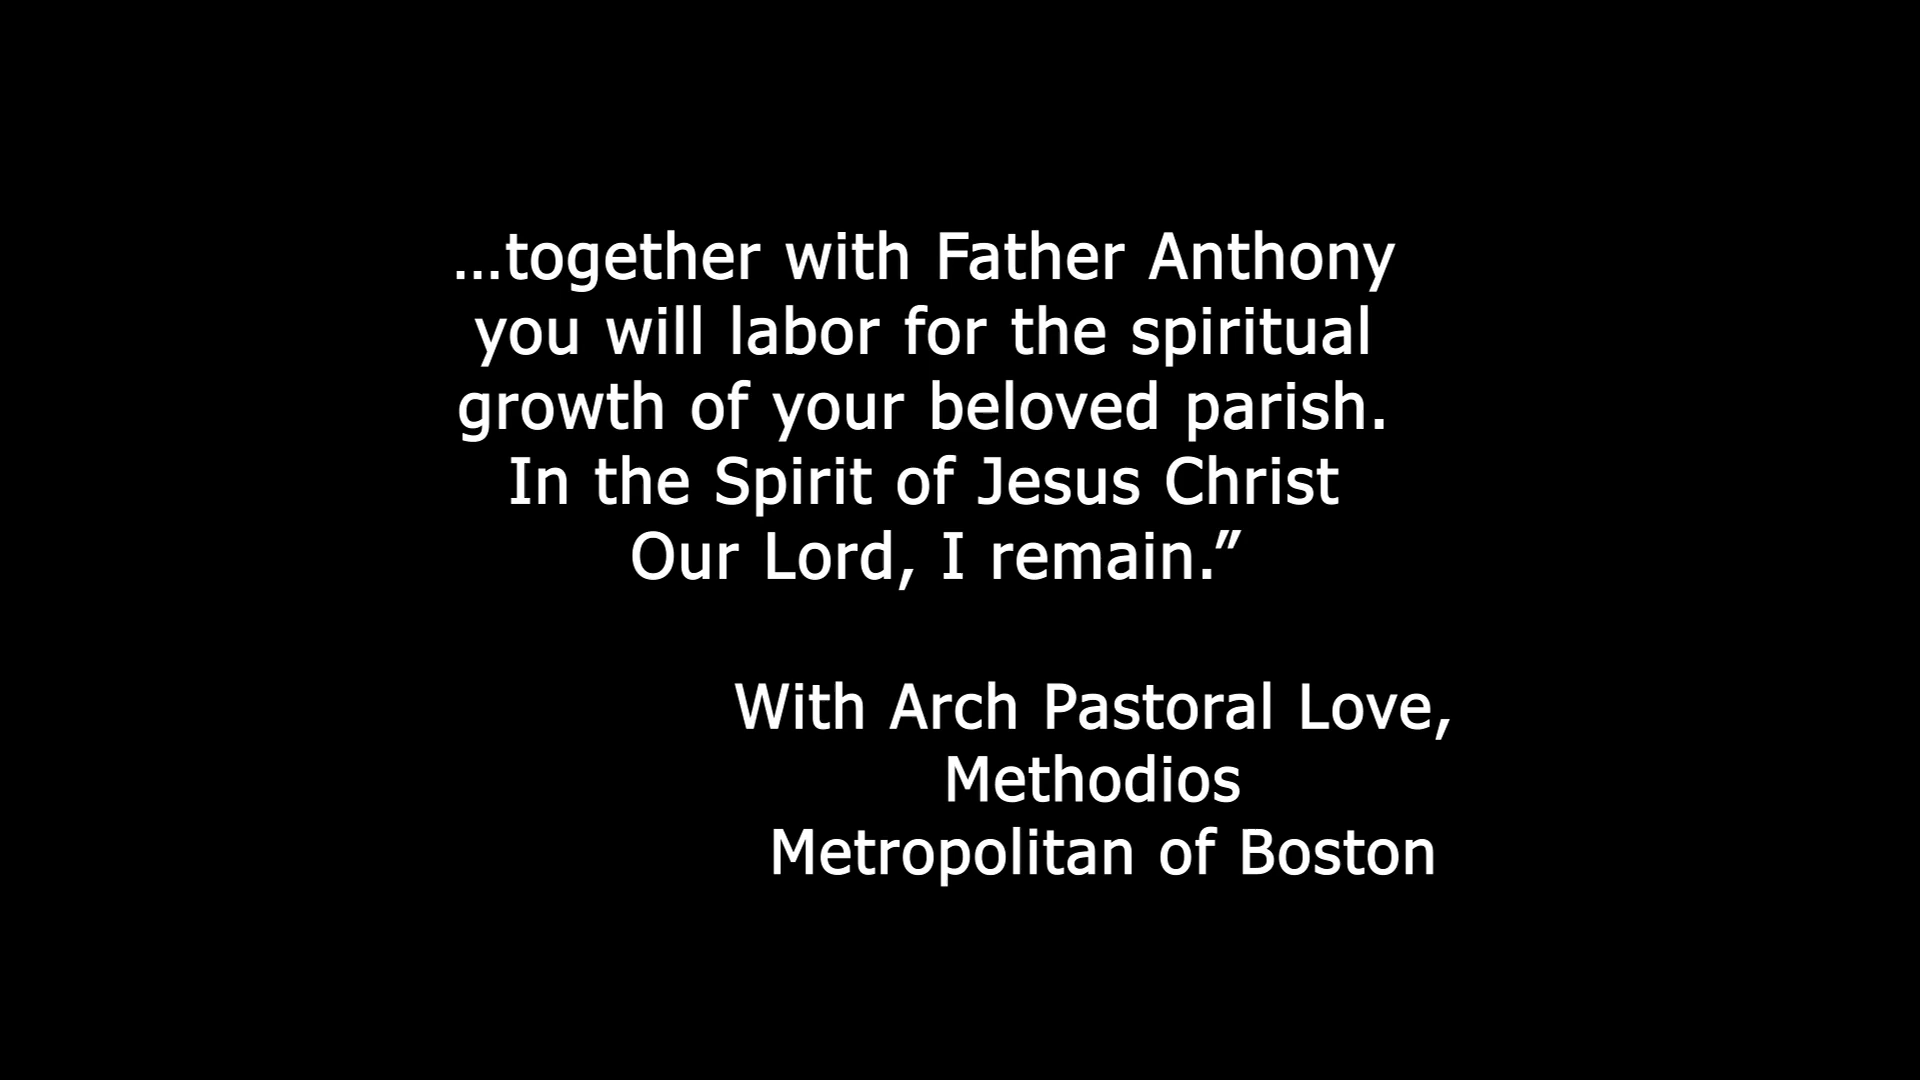 ...together with Father Anthony
you will labor for the spiritual
growth of your beloved parish.
In the Spirit of Jesus Christ
Our Lord, I remain.”
With Arch Pastoral Love,
Methodios
Metropolitan of Boston